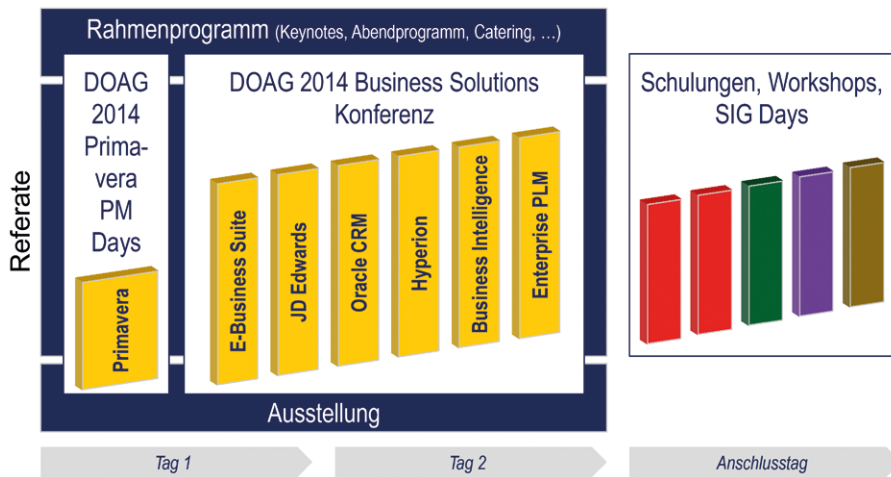 Rahmenprogramm (Keynotes, Abendprogramm, Catering, ...)
Referate
DOAG
2014
Prima-
vera
PM
Days
Primavera
DOAG 2014 Business Solutions
Konferenz
E-Business Suite
JD Edwards
Oracle CRM
Hyperion
Business Intelligence
Enterprise PLM
Schulungen, Workshops,
SIG Days
Ausstellung
Tag 1
Tag 2
Anschlusstag